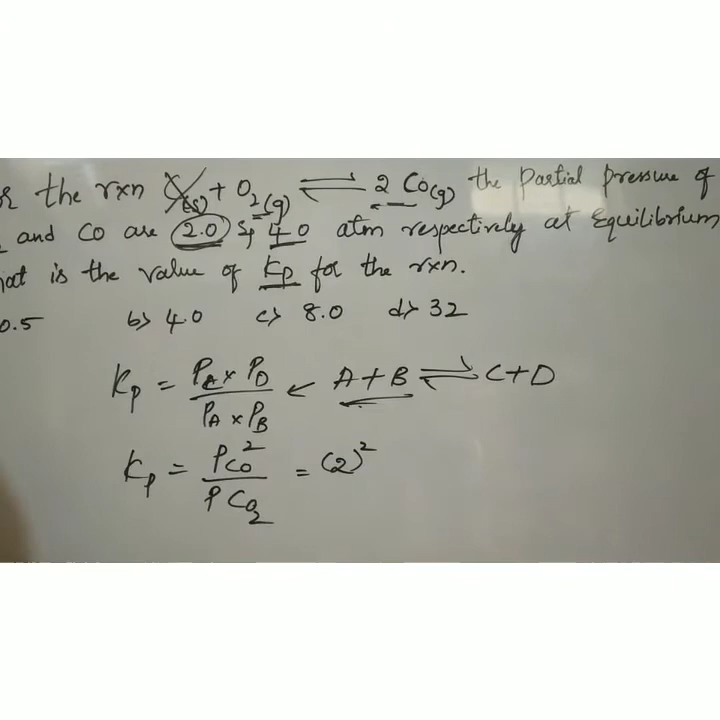 the rxn C(s) + O2(g) ⇌ 2 CO(g) the Partial pressure of
and CO are 2.0 & 4.0 atm respectively at Equilibrium
is the value of Kp for the rxn.
0.5 b) 4.0 c) 8.0 d) 32
Kp = PC x PD / PA x PB ← A + B ⇌ C + D
Kp = PCO² / PCO2 = (2)²